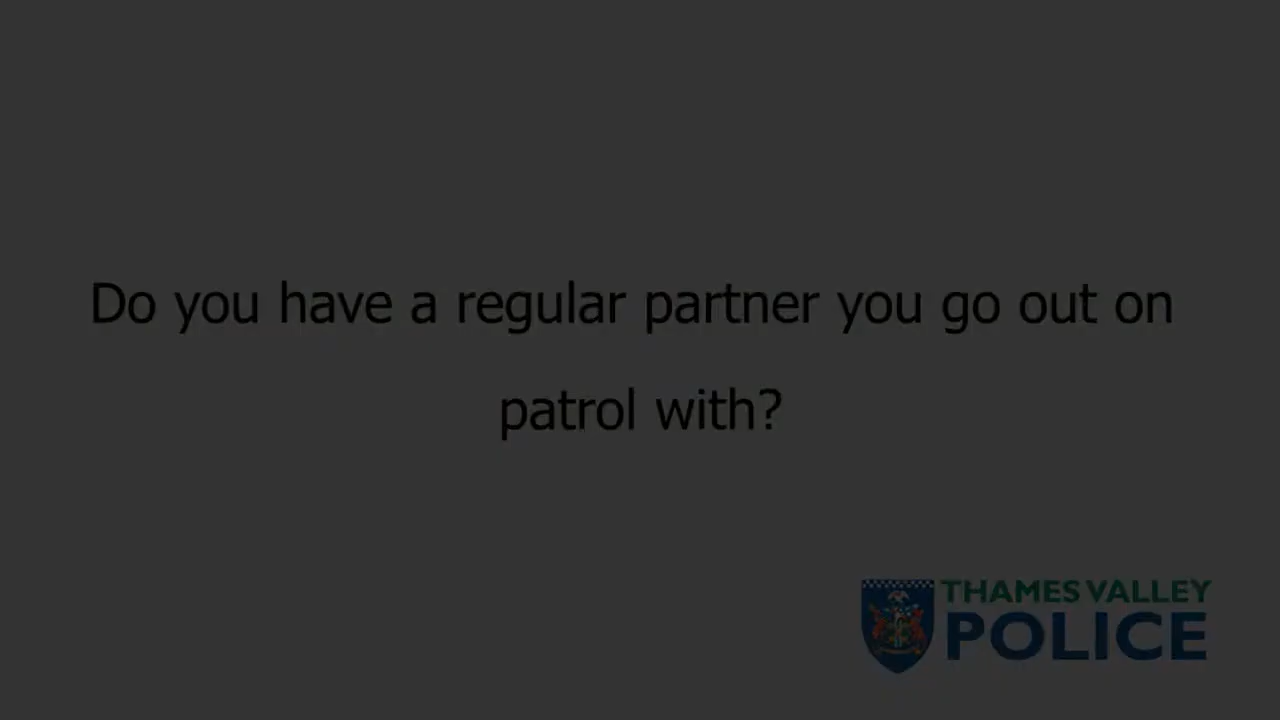 Do you have a regular partner you go out on
patrol with?
THAMES VALLEY
POLICE